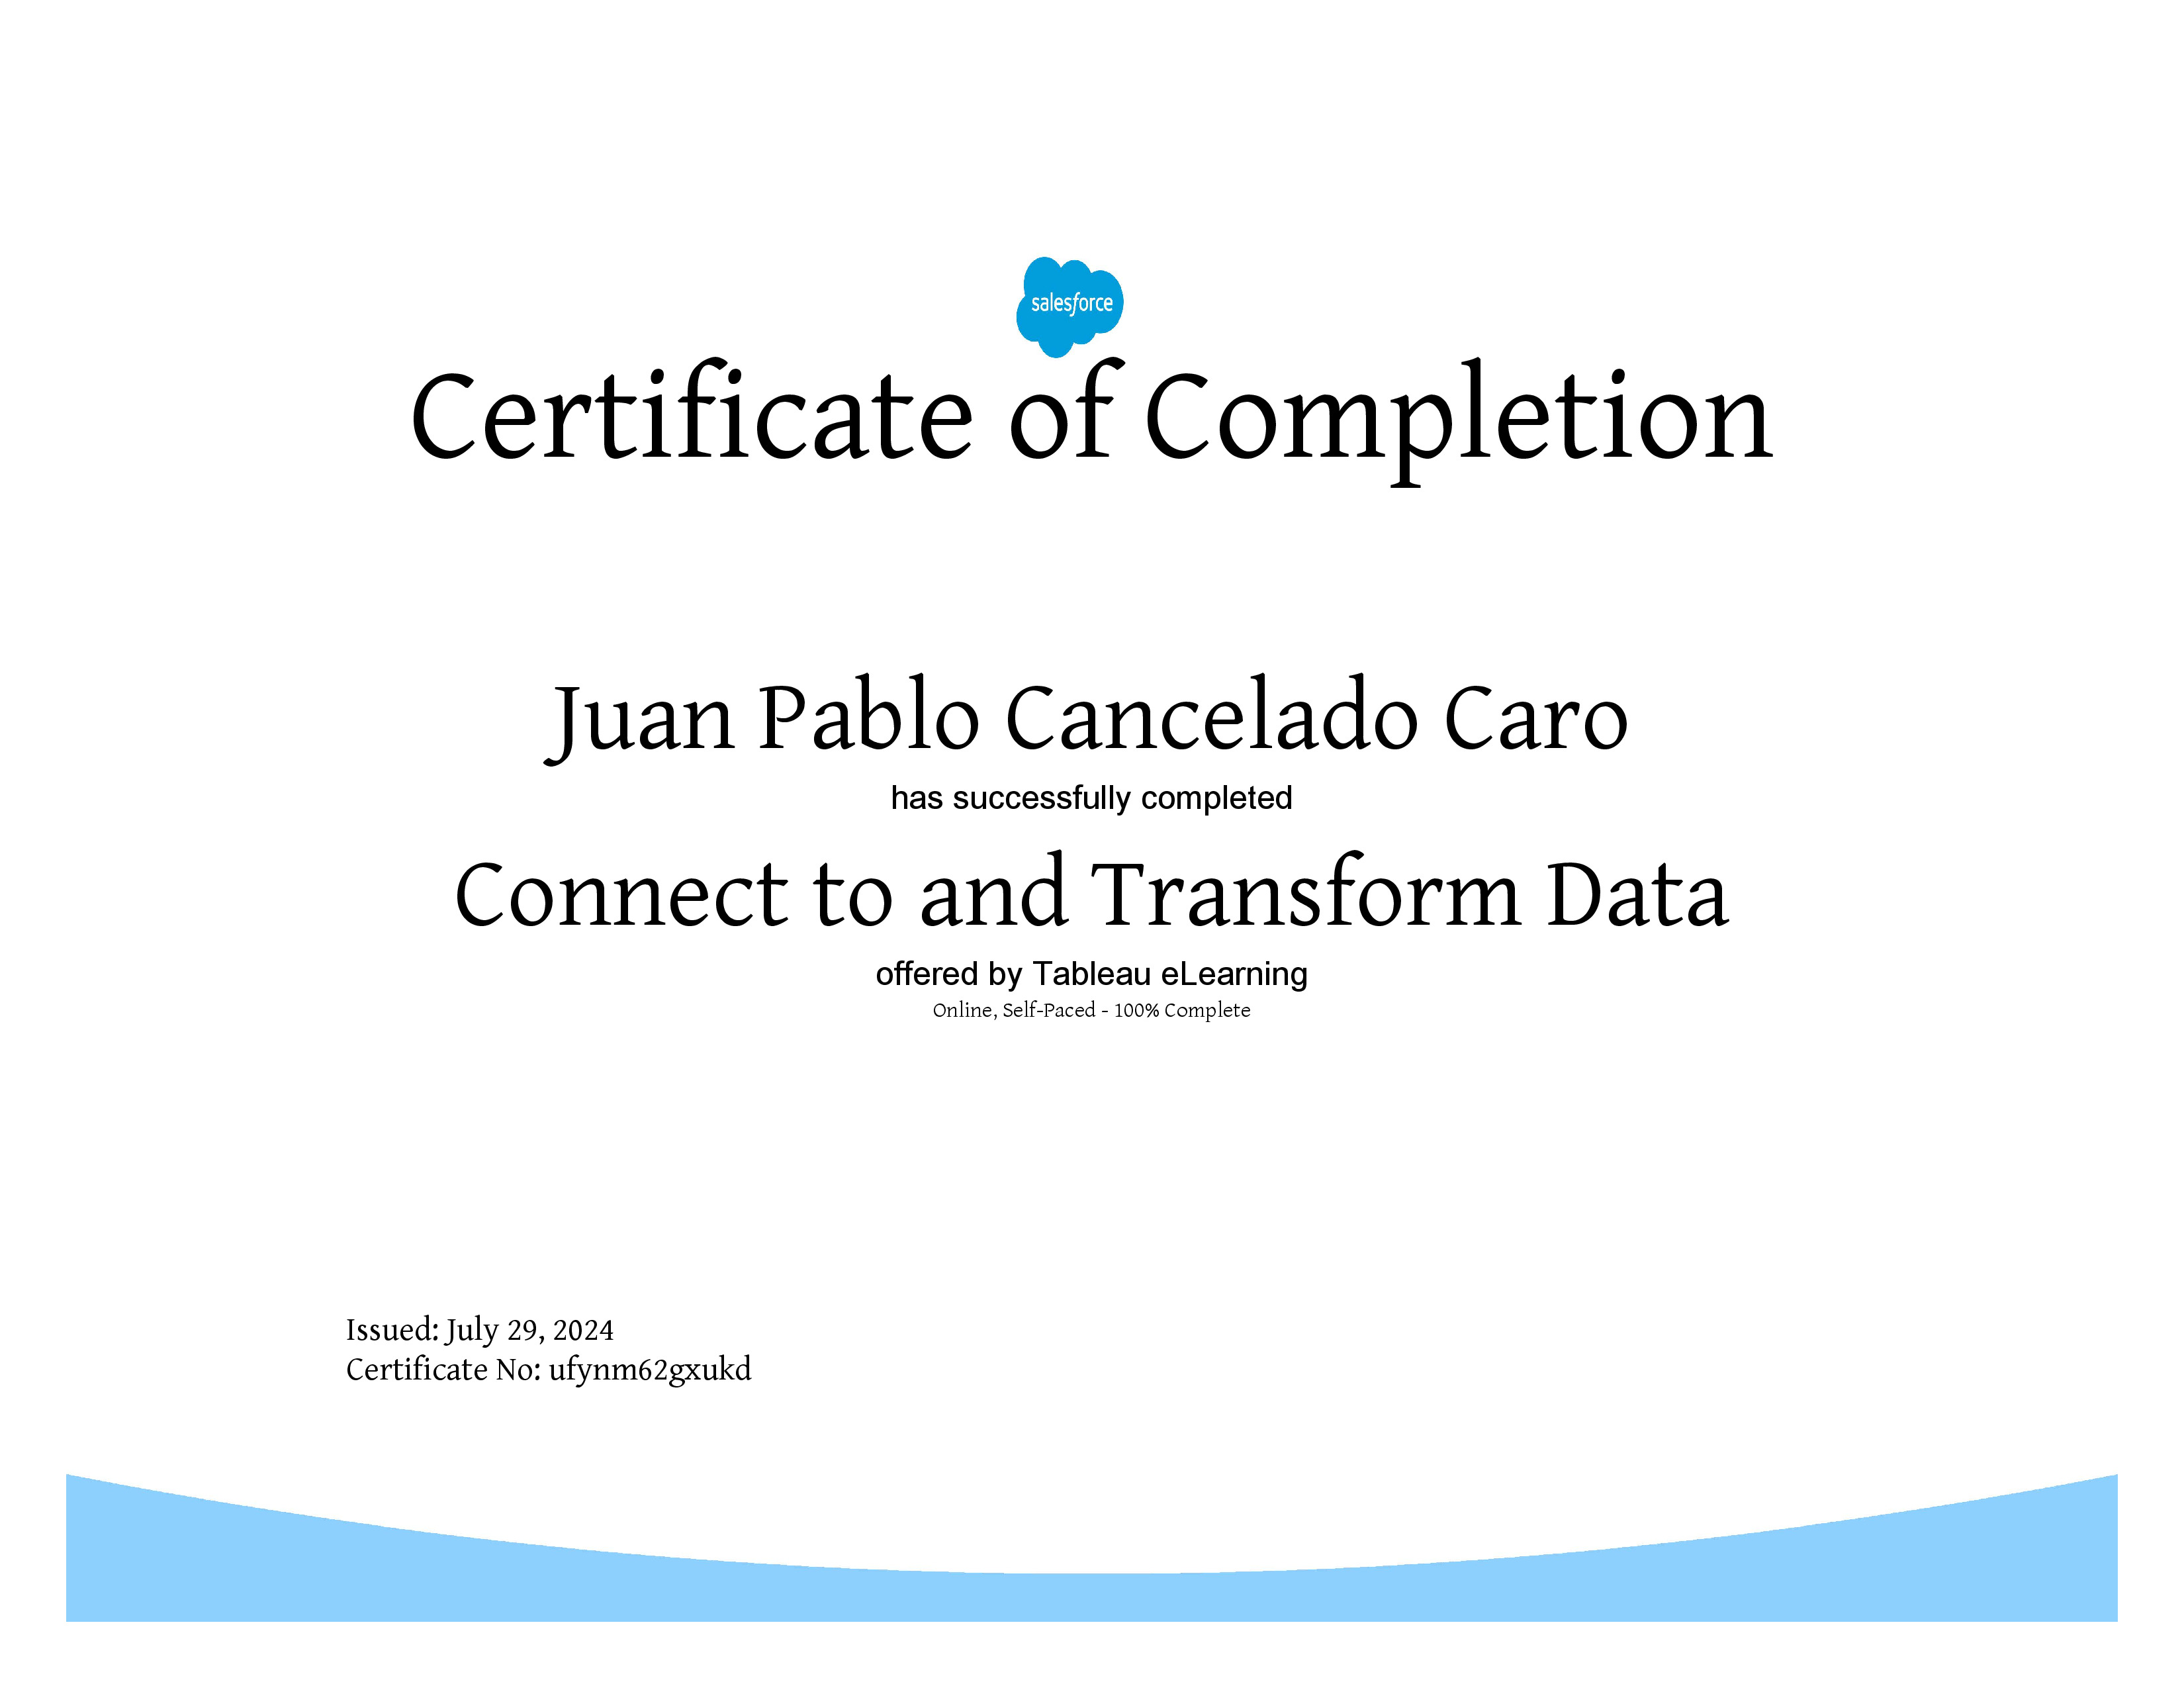 salesforce
Certificate of Completion
Juan Pablo Cancelado Caro
has successfully completed
Connect to and Transform Data
offered by Tableau eLearning
Online, Self-Paced - 100% Complete
Issued: July 29, 2024
Certificate No: ufynm62gxukd